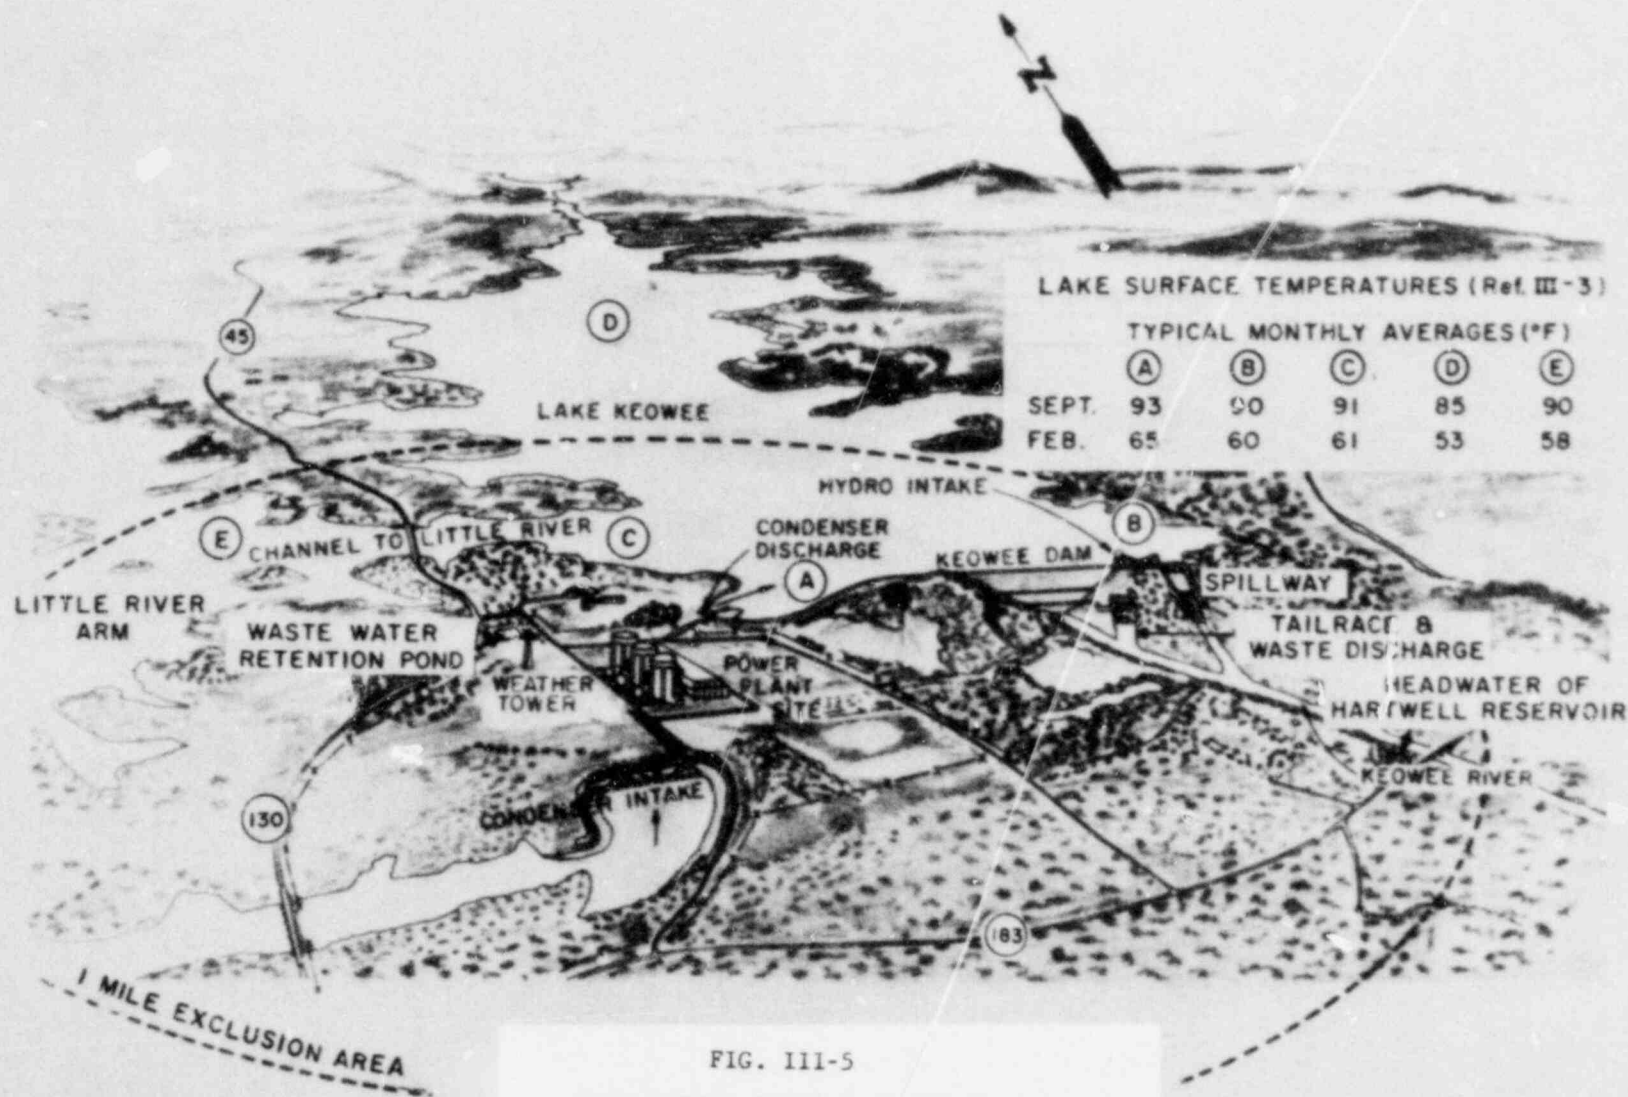 N
LAKE SURFACE TEMPERATURES (Ref. III-3)
TYPICAL MONTHLY AVERAGES (°F)
A B C D E
SEPT. 93 90 91 85 90
FEB. 65 60 61 53 58
D
45
LAKE KEOWEE
HYDRO INTAKE
B
E
CHANNEL TO LITTLE RIVER
C
CONDENSER
DISCHARGE
A
KEOWEE DAM
SPILLWAY
LITTLE RIVER
ARM
WASTE WATER
RETENTION POND
TAILRACE &
WASTE DISCHARGE
WEATHER
TOWER
POWER
PLANT
SITE
HEADWATER OF
HARTWELL RESERVOIR
KEOWEE RIVER
CONDENSER INTAKE
130
183
1 MILE EXCLUSION AREA
FIG. III-5